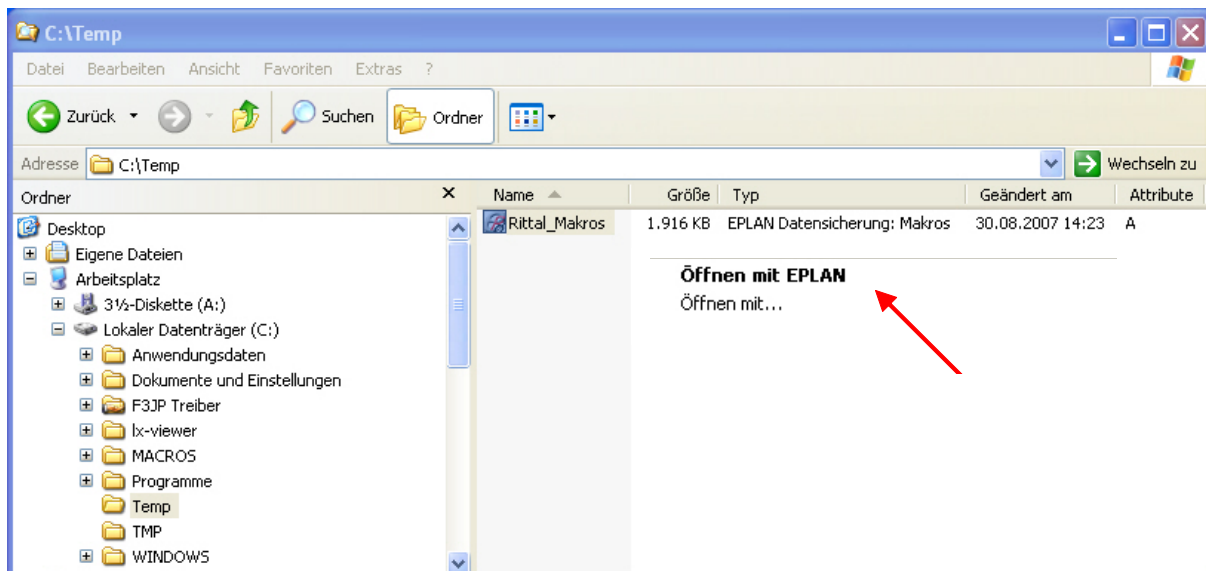 C:\Temp
Datei Bearbeiten Ansicht Favoriten Extras ?
Zurück Suchen Ordner
Adresse C:\Temp Wechseln zu
Ordner
Name Größe Typ Geändert am Attribute
Rittal_Makros 1.916 KB EPLAN Datensicherung: Makros 30.08.2007 14:23 A
Öffnen mit EPLAN
Öffnen mit...
Desktop
Eigene Dateien
Arbeitsplatz
3½-Diskette (A:)
Lokaler Datenträger (C:)
Anwendungsdaten
Dokumente und Einstellungen
F3JP Treiber
lx-viewer
MACROS
Programme
Temp
TMP
WINDOWS